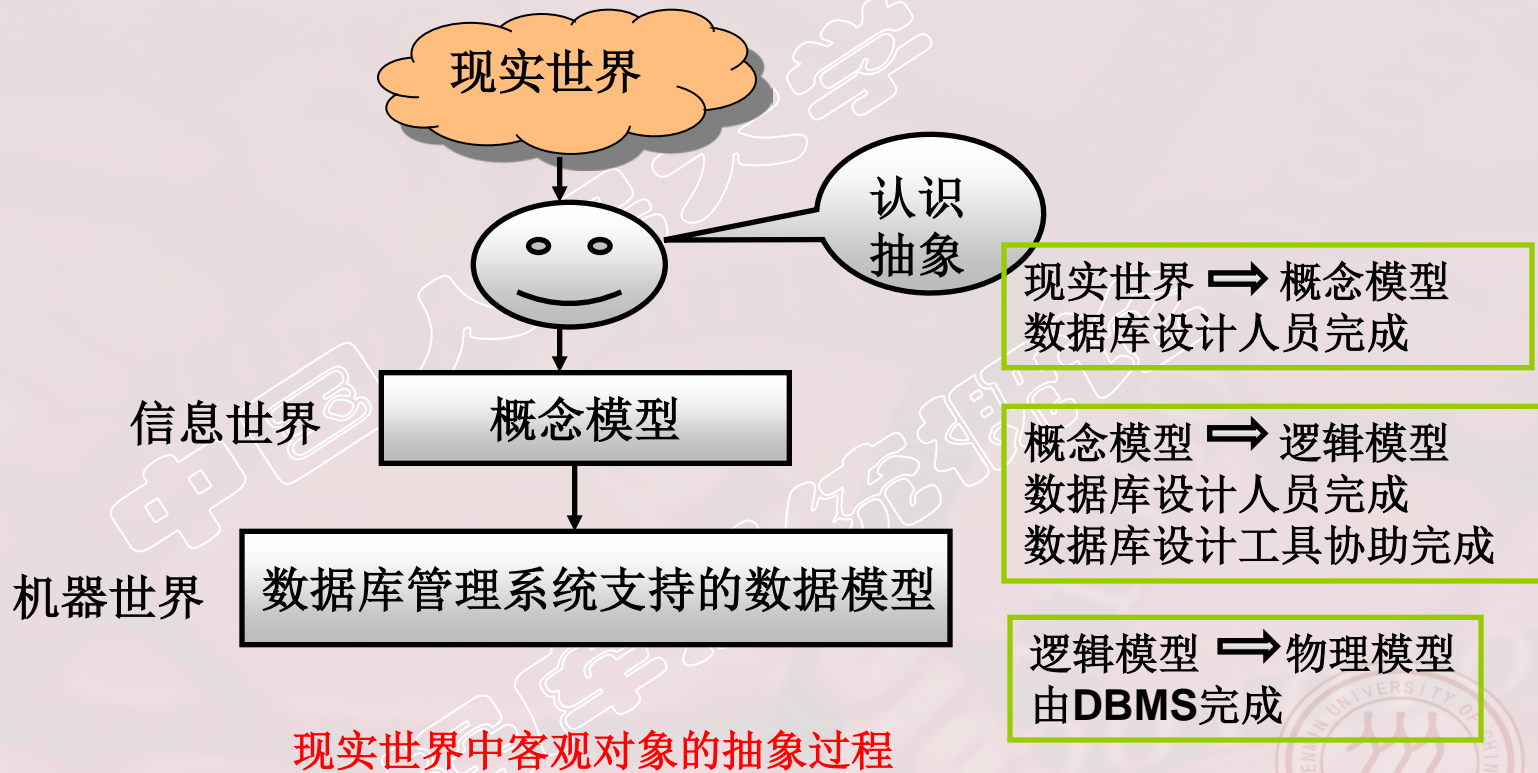 现实世界
认识
抽象
现实世界 ⇒ 概念模型
数据库设计人员完成
信息世界
概念模型
概念模型 ⇒ 逻辑模型
数据库设计人员完成
数据库设计工具协助完成
机器世界
数据库管理系统支持的数据模型
逻辑模型 ⇒ 物理模型
由DBMS完成
现实世界中客观对象的抽象过程